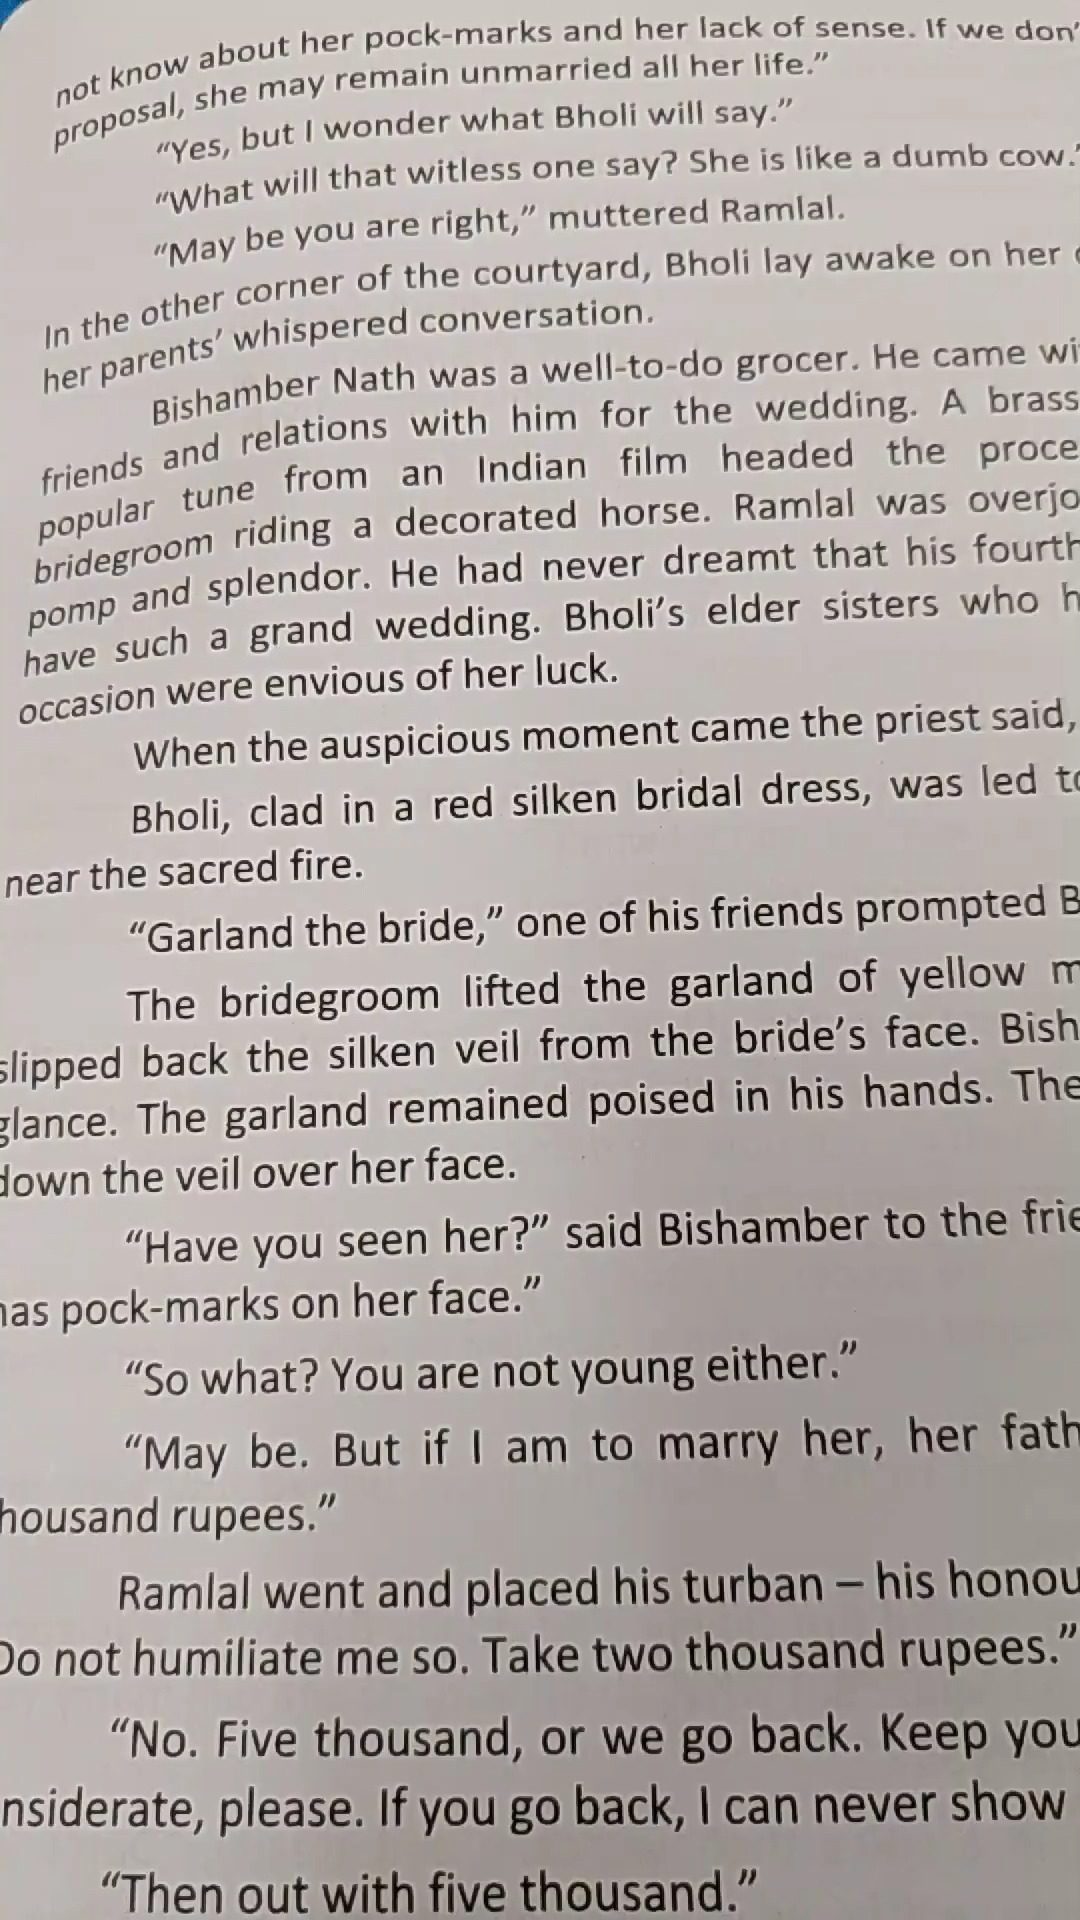 not know about her pock-marks and her lack of sense. If we don'
proposal, she may remain unmarried all her life.”
“Yes, but I wonder what Bholi will say.”
“What will that witless one say? She is like a dumb cow.”
“May be you are right,” muttered Ramlal.
In the other corner of the courtyard, Bholi lay awake on her
her parents’ whispered conversation.
Bishamber Nath was a well-to-do grocer. He came wi
friends and relations with him for the wedding. A brass
popular tune from an Indian film headed the proce
bridegroom riding a decorated horse. Ramlal was overjo
pomp and splendor. He had never dreamt that his fourth
have such a grand wedding. Bholi’s elder sisters who h
occasion were envious of her luck.
When the auspicious moment came the priest said,
Bholi, clad in a red silken bridal dress, was led to
near the sacred fire.
“Garland the bride,” one of his friends prompted B
The bridegroom lifted the garland of yellow m
slipped back the silken veil from the bride’s face. Bish
glance. The garland remained poised in his hands. The
down the veil over her face.
“Have you seen her?” said Bishamber to the frie
has pock-marks on her face.”
“So what? You are not young either.”
“May be. But if I am to marry her, her fath
housand rupees.”
Ramlal went and placed his turban – his honou
Do not humiliate me so. Take two thousand rupees.”
“No. Five thousand, or we go back. Keep you
nsiderate, please. If you go back, I can never show
“Then out with five thousand.”